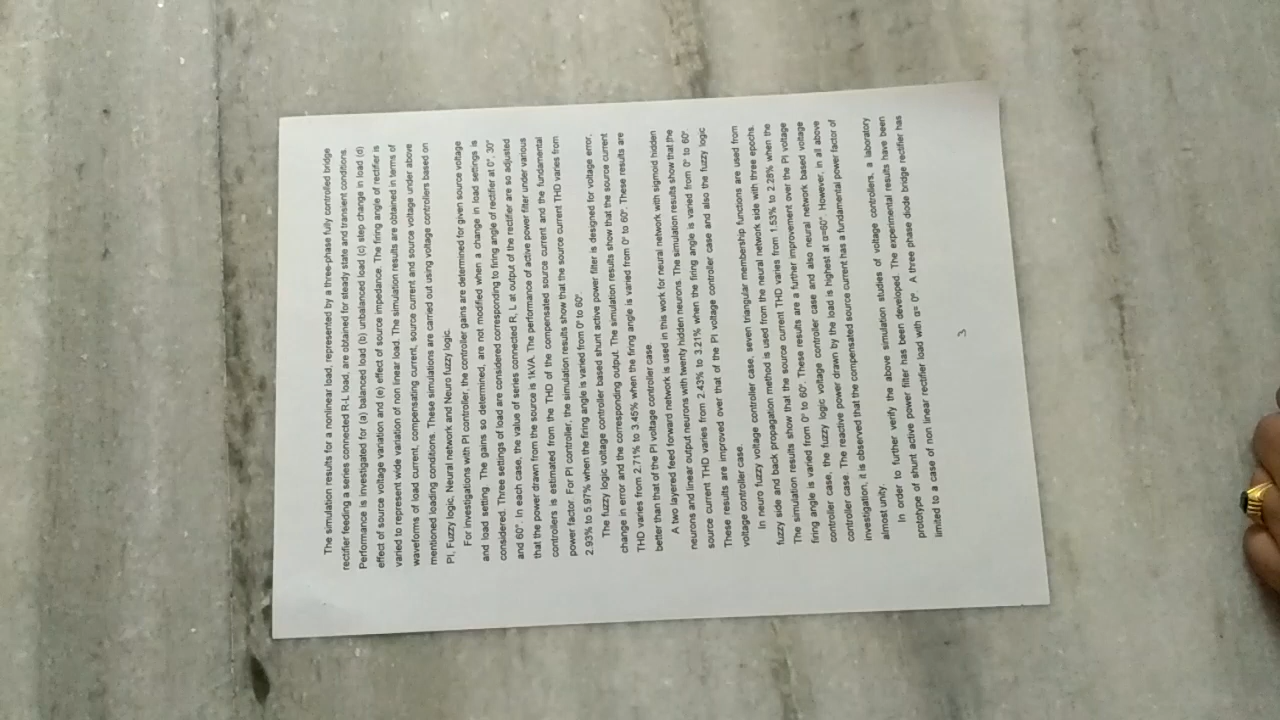 The simulation results for a nonlinear load, represented by a three-phase fully controlled bridge
rectifier feeding a series connected R-L load, are obtained for steady state and transient conditions.
Performance is investigated for (a) balanced load (b) unbalanced load (c) step change in load (d)
effect of source voltage variation and (e) effect of source impedance. The firing angle of rectifier is
varied to represent wide variation of non linear load. The simulation results are obtained in terms of
waveforms of load current, compensating current, source current and source voltage under above
mentioned loading conditions. These simulations are carried out using voltage controllers based on
PI, Fuzzy logic, Neural network and Neuro fuzzy logic.
For investigations with PI controller, the controller gains are determined for given source voltage
and load setting. The gains so determined, are not modified when a change in load settings is
considered. Three settings of load are considered corresponding to firing angle of rectifier at 0°, 30°
and 60°. In each case, the value of series connected R, L at output of the rectifier are so adjusted
that the power drawn from the source is 1kVA. The performance of active power filter under various
controllers is estimated from the THD of the compensated source current and the fundamental
power factor. For PI controller, the simulation results show that the source current THD varies from
2.93% to 5.97% when the firing angle is varied from 0° to 60°.
The fuzzy logic voltage controller based shunt active power filter is designed for voltage error,
change in error and the corresponding output. The simulation results show that the source current
THD varies from 2.71% to 3.45% when the firing angle is varied from 0° to 60°. These results are
better than that of the PI voltage controller case.
A two layered feed forward network is used in this work for neural network with sigmoid hidden
neurons and linear output neurons with twenty hidden neurons. The simulation results show that the
source current THD varies from 2.43% to 3.21% when the firing angle is varied from 0° to 60°
These results are improved over that of the PI voltage controller case and also the fuzzy logic
voltage controller case.
In neuro fuzzy voltage controller case, seven triangular membership functions are used from
fuzzy side and back propagation method is used from the neural network side with three epochs.
The simulation results show that the source current THD varies from 1.53% to 2.28% when the
firing angle is varied from 0° to 60°. These results are a further improvement over the PI voltage
controller case, the fuzzy logic voltage controller case and also neural network based voltage
controller case. The reactive power drawn by the load is highest at α=60°. However, in all above
investigation, it is observed that the compensated source current has a fundamental power factor of
almost unity.
In order to further verify the above simulation studies of voltage controllers, a laboratory
prototype of shunt active power filter has been developed. The experimental results have been
limited to a case of non linear rectifier load with α= 0°. A three phase diode bridge rectifier has
3